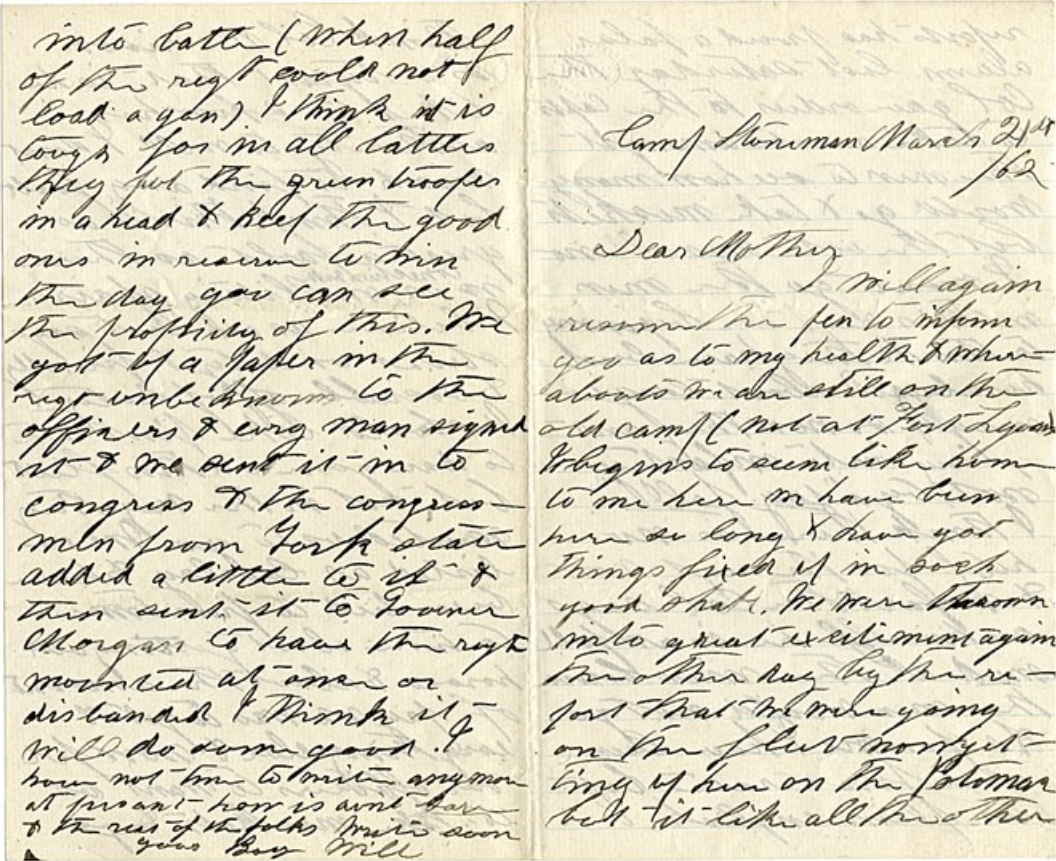 into battle (when half
of the regt could not
load a gun) I think it is
tough for in all battles
they put the green troopes
in a head & keep the good
ones in reserve to win
the day you can see
the propriety of this. We
got up a paper in the
regt unbeknown to the
officers & evry man signed
it & we sent it in to
congress & the congress-
men from York state
added a little to it &
then sent it to Govener
Morgan to have the regt
mounted at once or
disbanded I think it
will do some good. I
have not time to write any more
at presant how is aunt
& the rest of the folks Write soon
your Boy Will
Camp Stoneman March 21st
/62
Dear Mother
I will again
resume the pen to inform
you as to my health & where-
abouts we are still on the
old camp (not at Fort Lyon)
It begins to seem like home
to me here we have been
here so long & have got
things fixed up in such
good shape. We were thrown
into great excitement again
the other day by the re-
port that we were going
on the fleet now get-
ting up here on the Potomac
but it like all the other